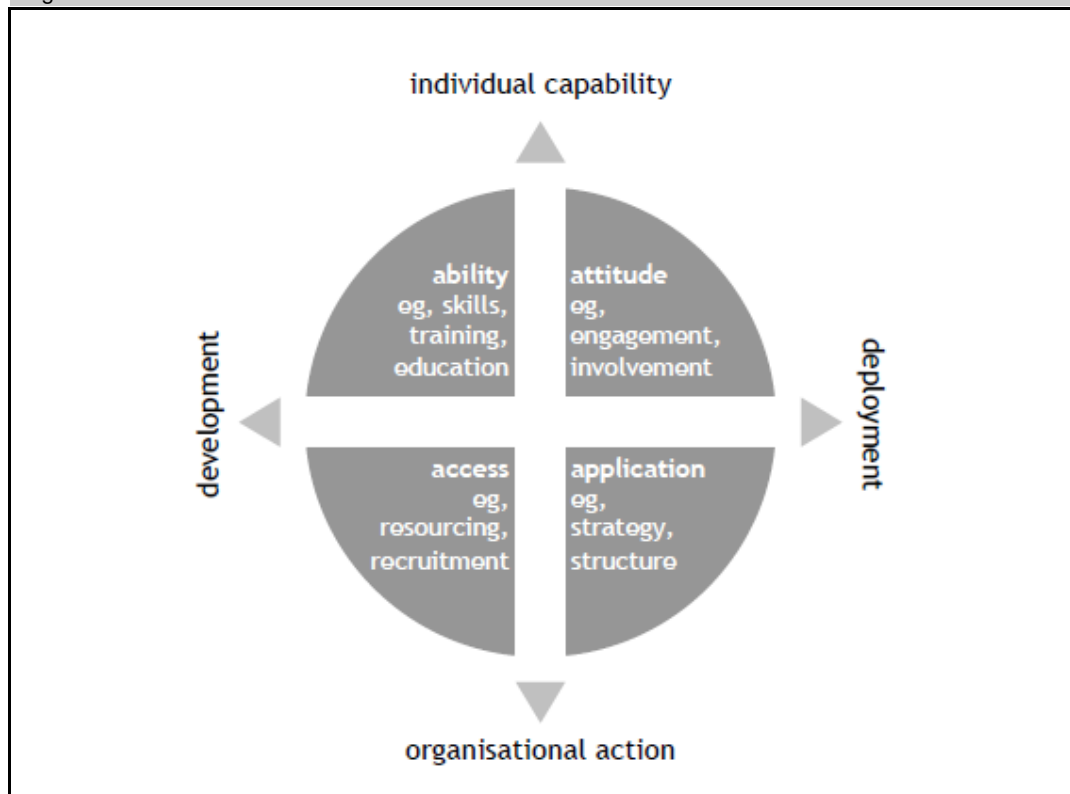 individual capability
ability
eg, skills,
training,
education
attitude
eg,
engagement,
involvement
development
deployment
access
eg,
resourcing,
recruitment
application
eg,
strategy,
structure
organisational action